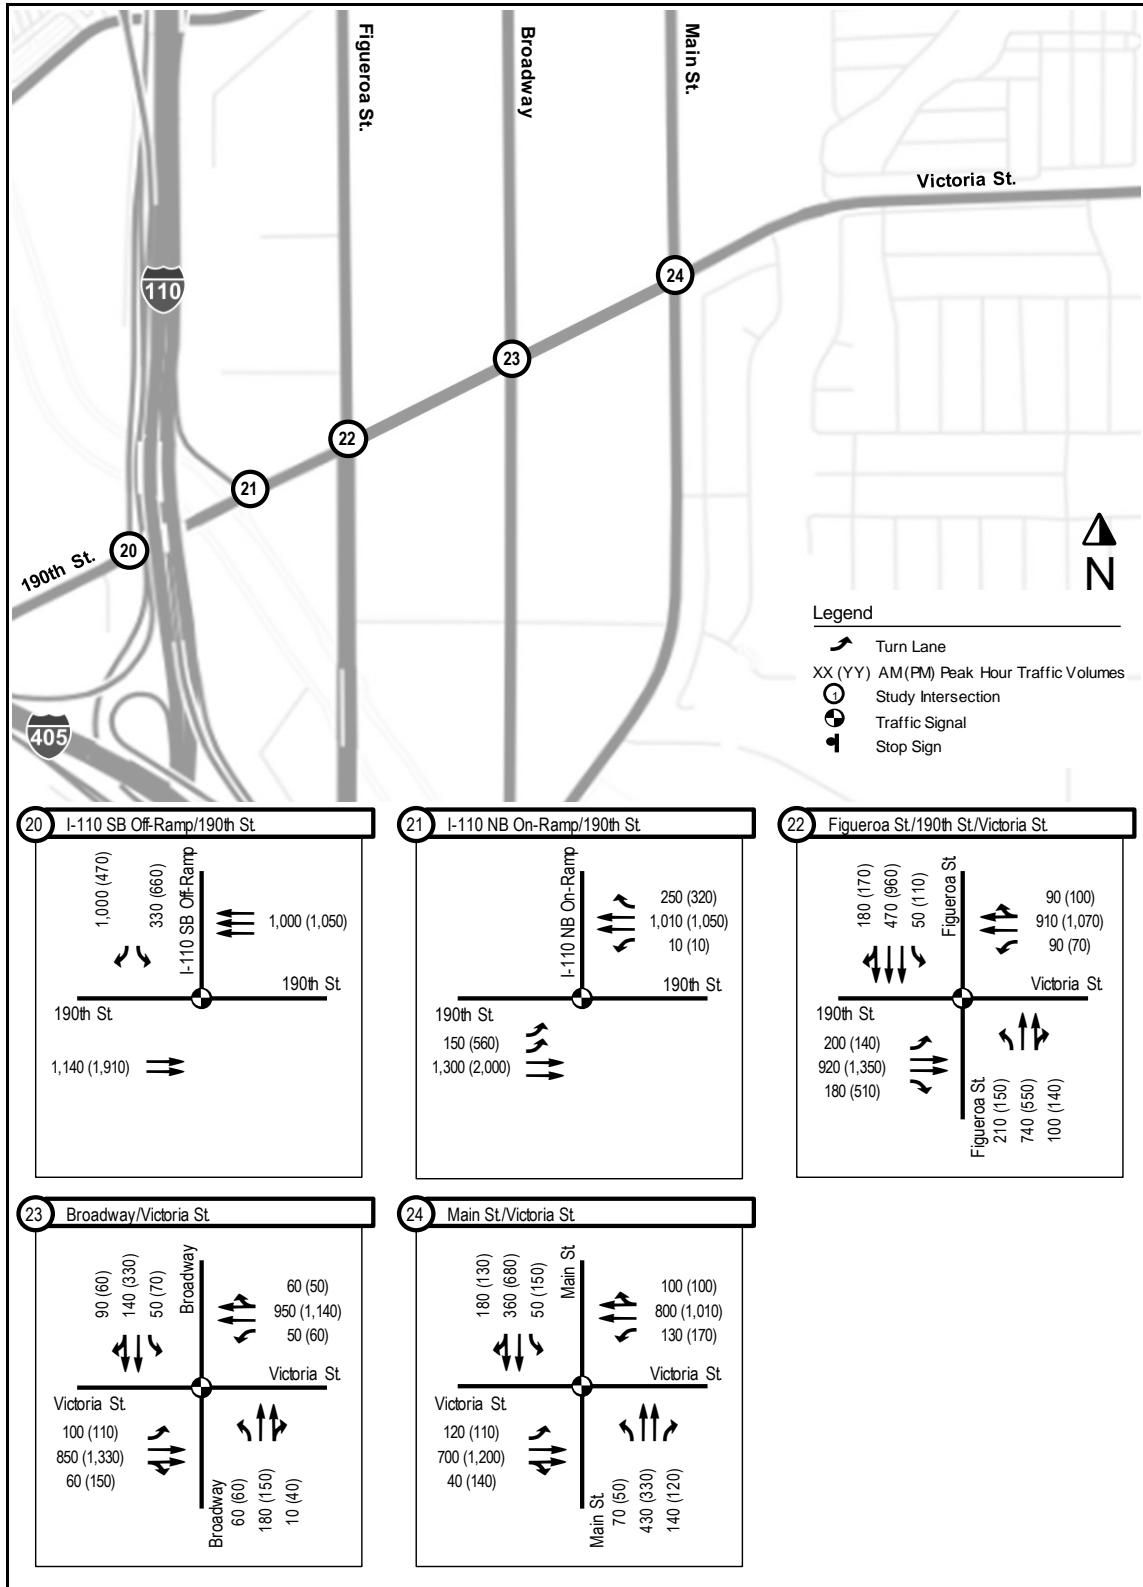 Figueroa St.
Broadway
Main St.
Victoria St.
110
24
23
22
21
20
190th St.
N
405
Legend
Turn Lane
XX (YY) AM(PM) Peak Hour Traffic Volumes
1 Study Intersection
Traffic Signal
Stop Sign
20 I-110 SB Off-Ramp/190th St.
1,000 (470)
330 (660)
I-110 SB Off-Ramp
1,000 (1,050)
190th St.
190th St.
1,140 (1,910)
21 I-110 NB On-Ramp/190th St.
I-110 NB On-Ramp
250 (320)
1,010 (1,050)
10 (10)
190th St.
190th St.
150 (560)
1,300 (2,000)
22 Figueroa St./190th St./Victoria St.
180 (170)
470 (960)
50 (110)
Figueroa St.
90 (100)
910 (1,070)
90 (70)
Victoria St.
190th St.
200 (140)
920 (1,350)
180 (510)
Figueroa St.
210 (150)
740 (550)
100 (140)
23 Broadway/Victoria St.
90 (60)
140 (330)
50 (70)
Broadway
60 (50)
950 (1,140)
50 (60)
Victoria St.
Victoria St.
100 (110)
850 (1,330)
60 (150)
Broadway
60 (60)
180 (150)
10 (40)
24 Main St./Victoria St.
180 (130)
360 (680)
50 (150)
Main St.
100 (100)
800 (1,010)
130 (170)
Victoria St.
Victoria St.
120 (110)
700 (1,200)
40 (140)
Main St.
70 (50)
430 (330)
140 (120)